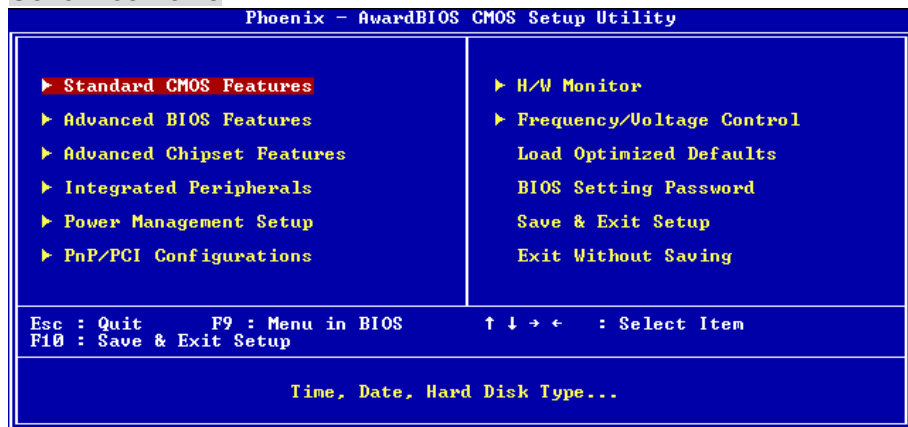 Phoenix - AwardBIOS CMOS Setup Utility
▶ Standard CMOS Features
▶ Advanced BIOS Features
▶ Advanced Chipset Features
▶ Integrated Peripherals
▶ Power Management Setup
▶ PnP/PCI Configurations
▶ H/W Monitor
▶ Frequency/Voltage Control
Load Optimized Defaults
BIOS Setting Password
Save & Exit Setup
Exit Without Saving
Esc : Quit F9 : Menu in BIOS ↑ ↓ → ← : Select Item
F10 : Save & Exit Setup
Time, Date, Hard Disk Type...